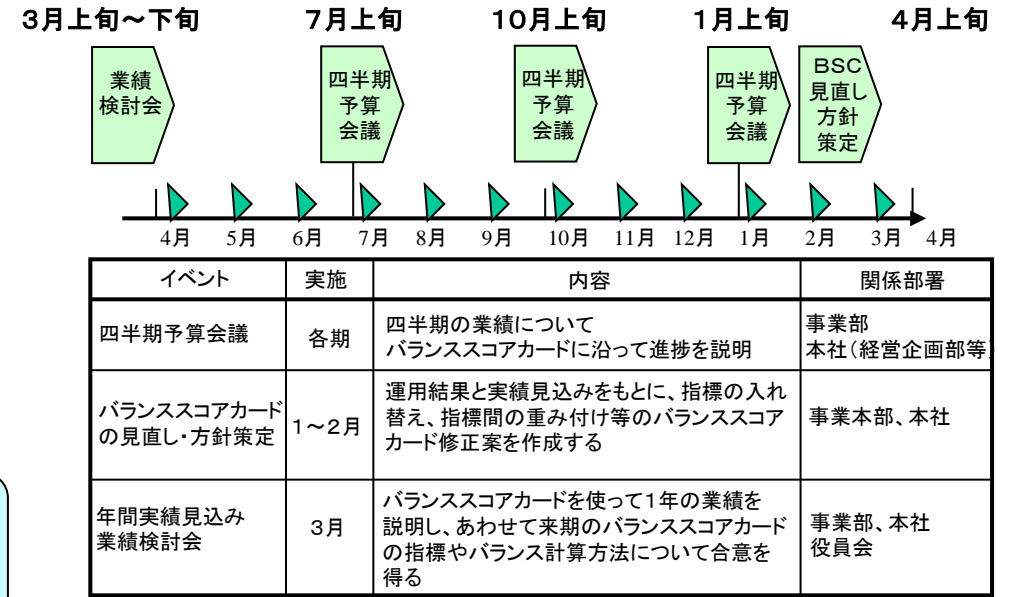 3月上旬～下旬
7月上旬
10月上旬
1月上旬
4月上旬
業績
検討会
四半期
予算
会議
四半期
予算
会議
四半期
予算
会議
BSC
見直し
方針
策定
4月
5月
6月
7月
8月
9月
10月
11月
12月
1月
2月
3月
4月
イベント
実施
内容
関係部署
四半期予算会議
各期
四半期の業績について
バランススコアカードに沿って進捗を説明
事業部
本社（経営企画部等）
バランススコアカード
の見直し・方針策定
1～2月
運用結果と実績見込みをもとに、指標の入れ
替え、指標間の重み付け等のバランススコア
カード修正案を作成する
事業本部、本社
年間実績見込み
業績検討会
3月
バランススコアカードを使って1年の業績を
説明し、あわせて来期のバランススコアカード
の指標やバランス計算方法について合意を
得る
事業部、本社
役員会